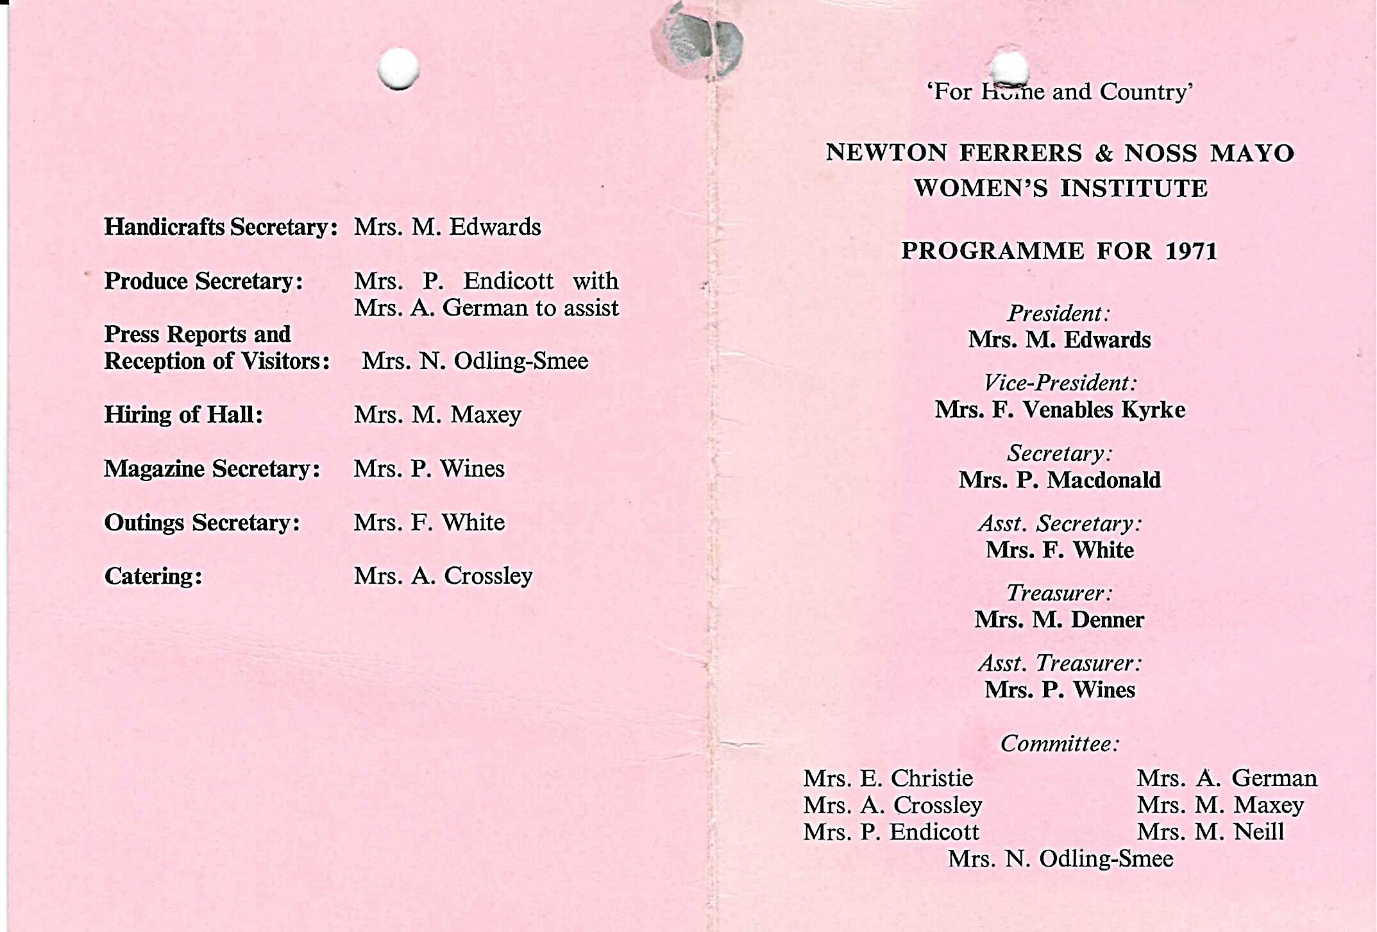 Handicrafts Secretary: Mrs. M. Edwards
Produce Secretary: Mrs. P. Endicott with
Mrs. A. German to assist
Press Reports and
Reception of Visitors: Mrs. N. Odling-Smee
Hiring of Hall: Mrs. M. Maxey
Magazine Secretary: Mrs. P. Wines
Outings Secretary: Mrs. F. White
Catering: Mrs. A. Crossley
‘For Home and Country’
NEWTON FERRERS & NOSS MAYO
WOMEN’S INSTITUTE
PROGRAMME FOR 1971
President:
Mrs. M. Edwards
Vice-President:
Mrs. F. Venables Kyrke
Secretary:
Mrs. P. Macdonald
Asst. Secretary:
Mrs. F. White
Treasurer:
Mrs. M. Denner
Asst. Treasurer:
Mrs. P. Wines
Committee:
Mrs. E. Christie Mrs. A. German
Mrs. A. Crossley Mrs. M. Maxey
Mrs. P. Endicott Mrs. M. Neill
Mrs. N. Odling-Smee